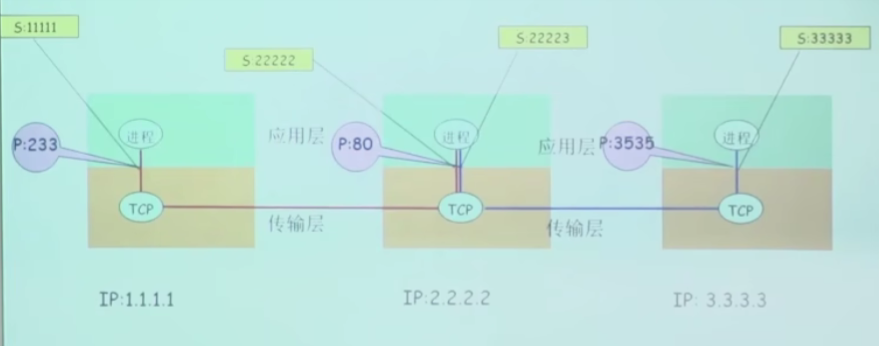 S:11111
S:22222
S:22223
S:33333
P:233
进程
应用层
P:80
进程
应用层
P:3535
进程
TCP
传输层
TCP
传输层
TCP
IP:1.1.1.1
IP:2.2.2.2
IP: 3.3.3.3